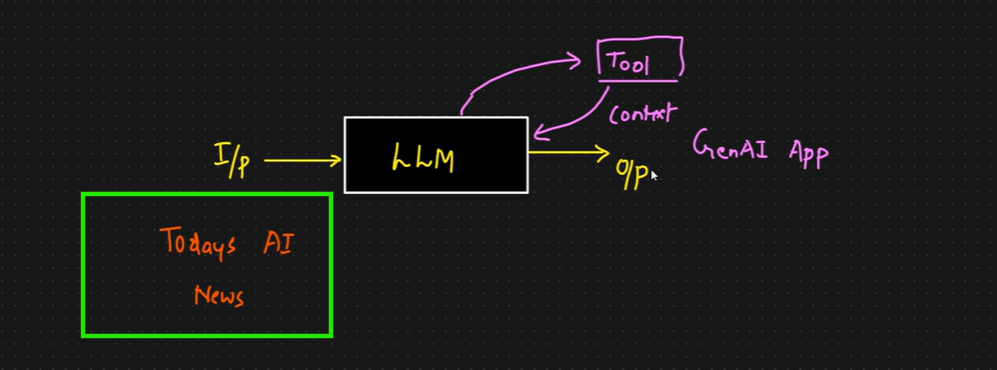 Tool
Context
GenAI App
I/p
LLM
O/p
Todays AI
News